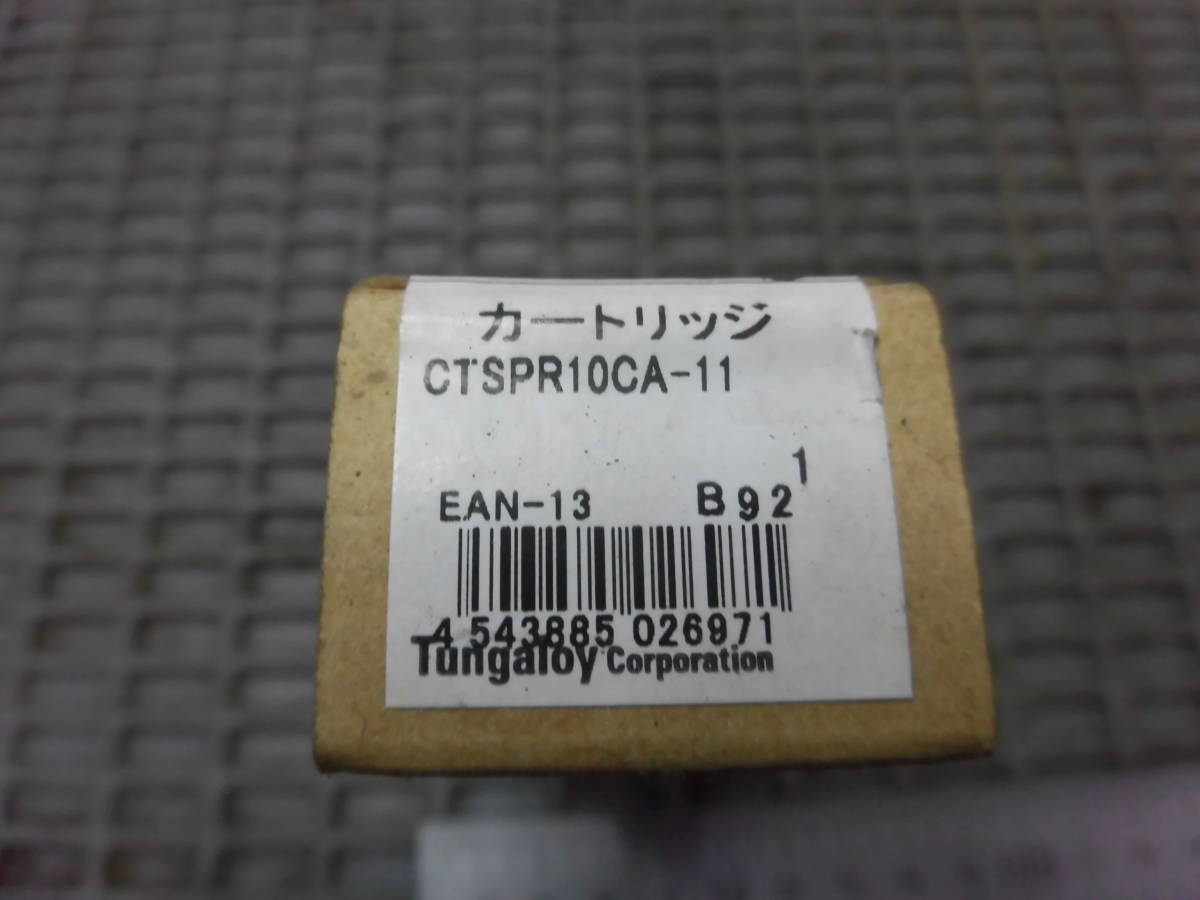 カートリッジ
CTSPR10CA-11
1
EAN-13 B92
4 543885 026971
Tungaloy Corporation